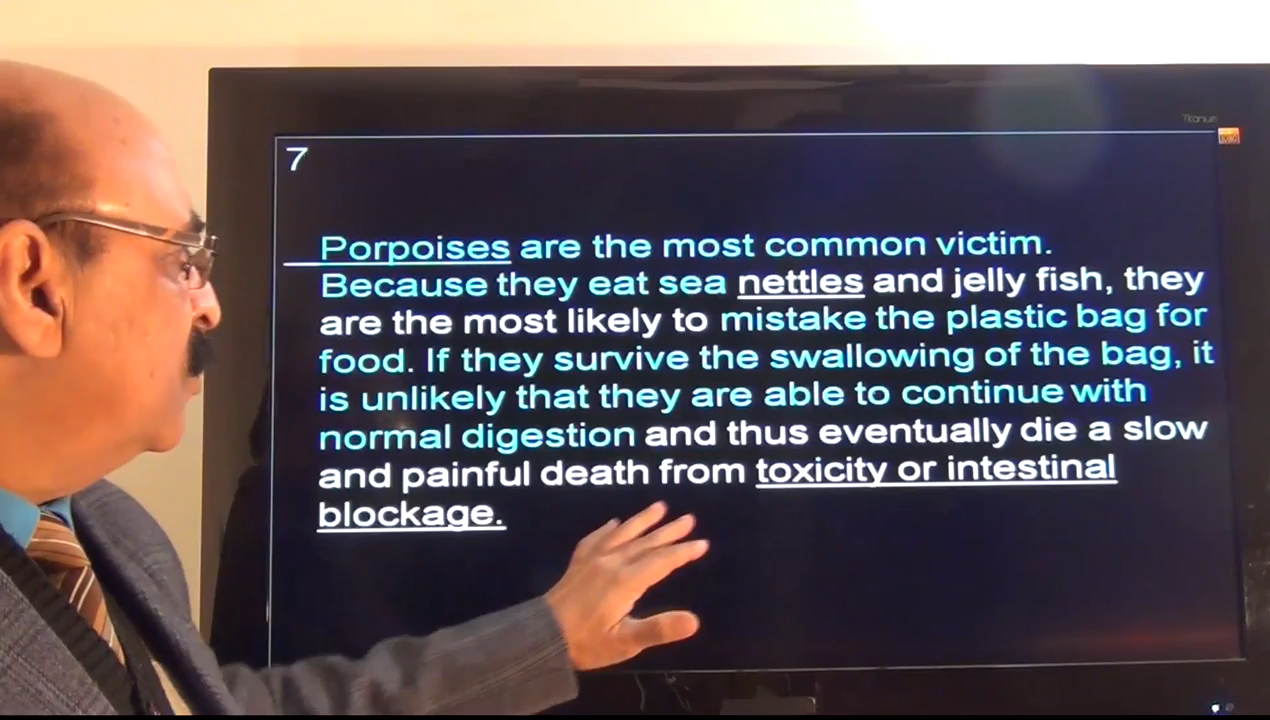 Titanium
7
Porpoises are the most common victim.
Because they eat sea nettles and jelly fish, they
are the most likely to mistake the plastic bag for
food. If they survive the swallowing of the bag, it
is unlikely that they are able to continue with
normal digestion and thus eventually die a slow
and painful death from toxicity or intestinal
blockage.